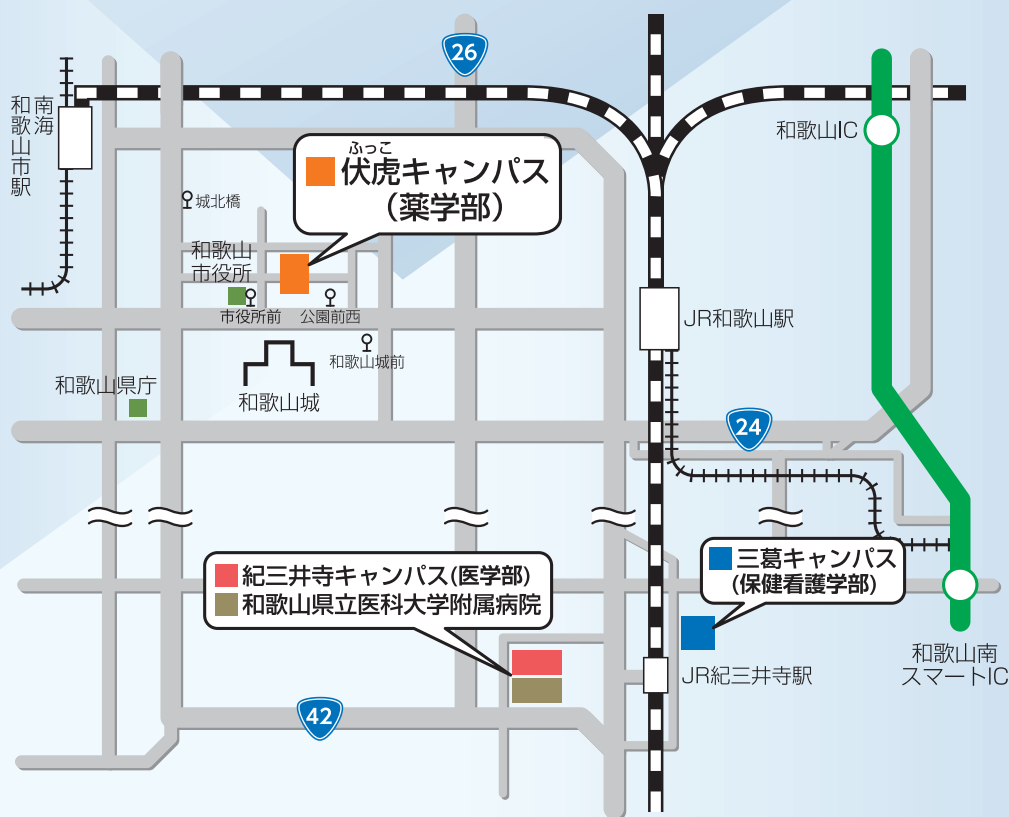 26
南海
和歌山市駅
和歌山IC
ふっこ
伏虎キャンパス
(薬学部)
城北橋
和歌山
市役所
市役所前
公園前西
JR和歌山駅
和歌山城前
和歌山県庁
和歌山城
24
三葛キャンパス
(保健看護学部)
紀三井寺キャンパス(医学部)
和歌山県立医科大学附属病院
JR紀三井寺駅
和歌山南
スマートIC
42